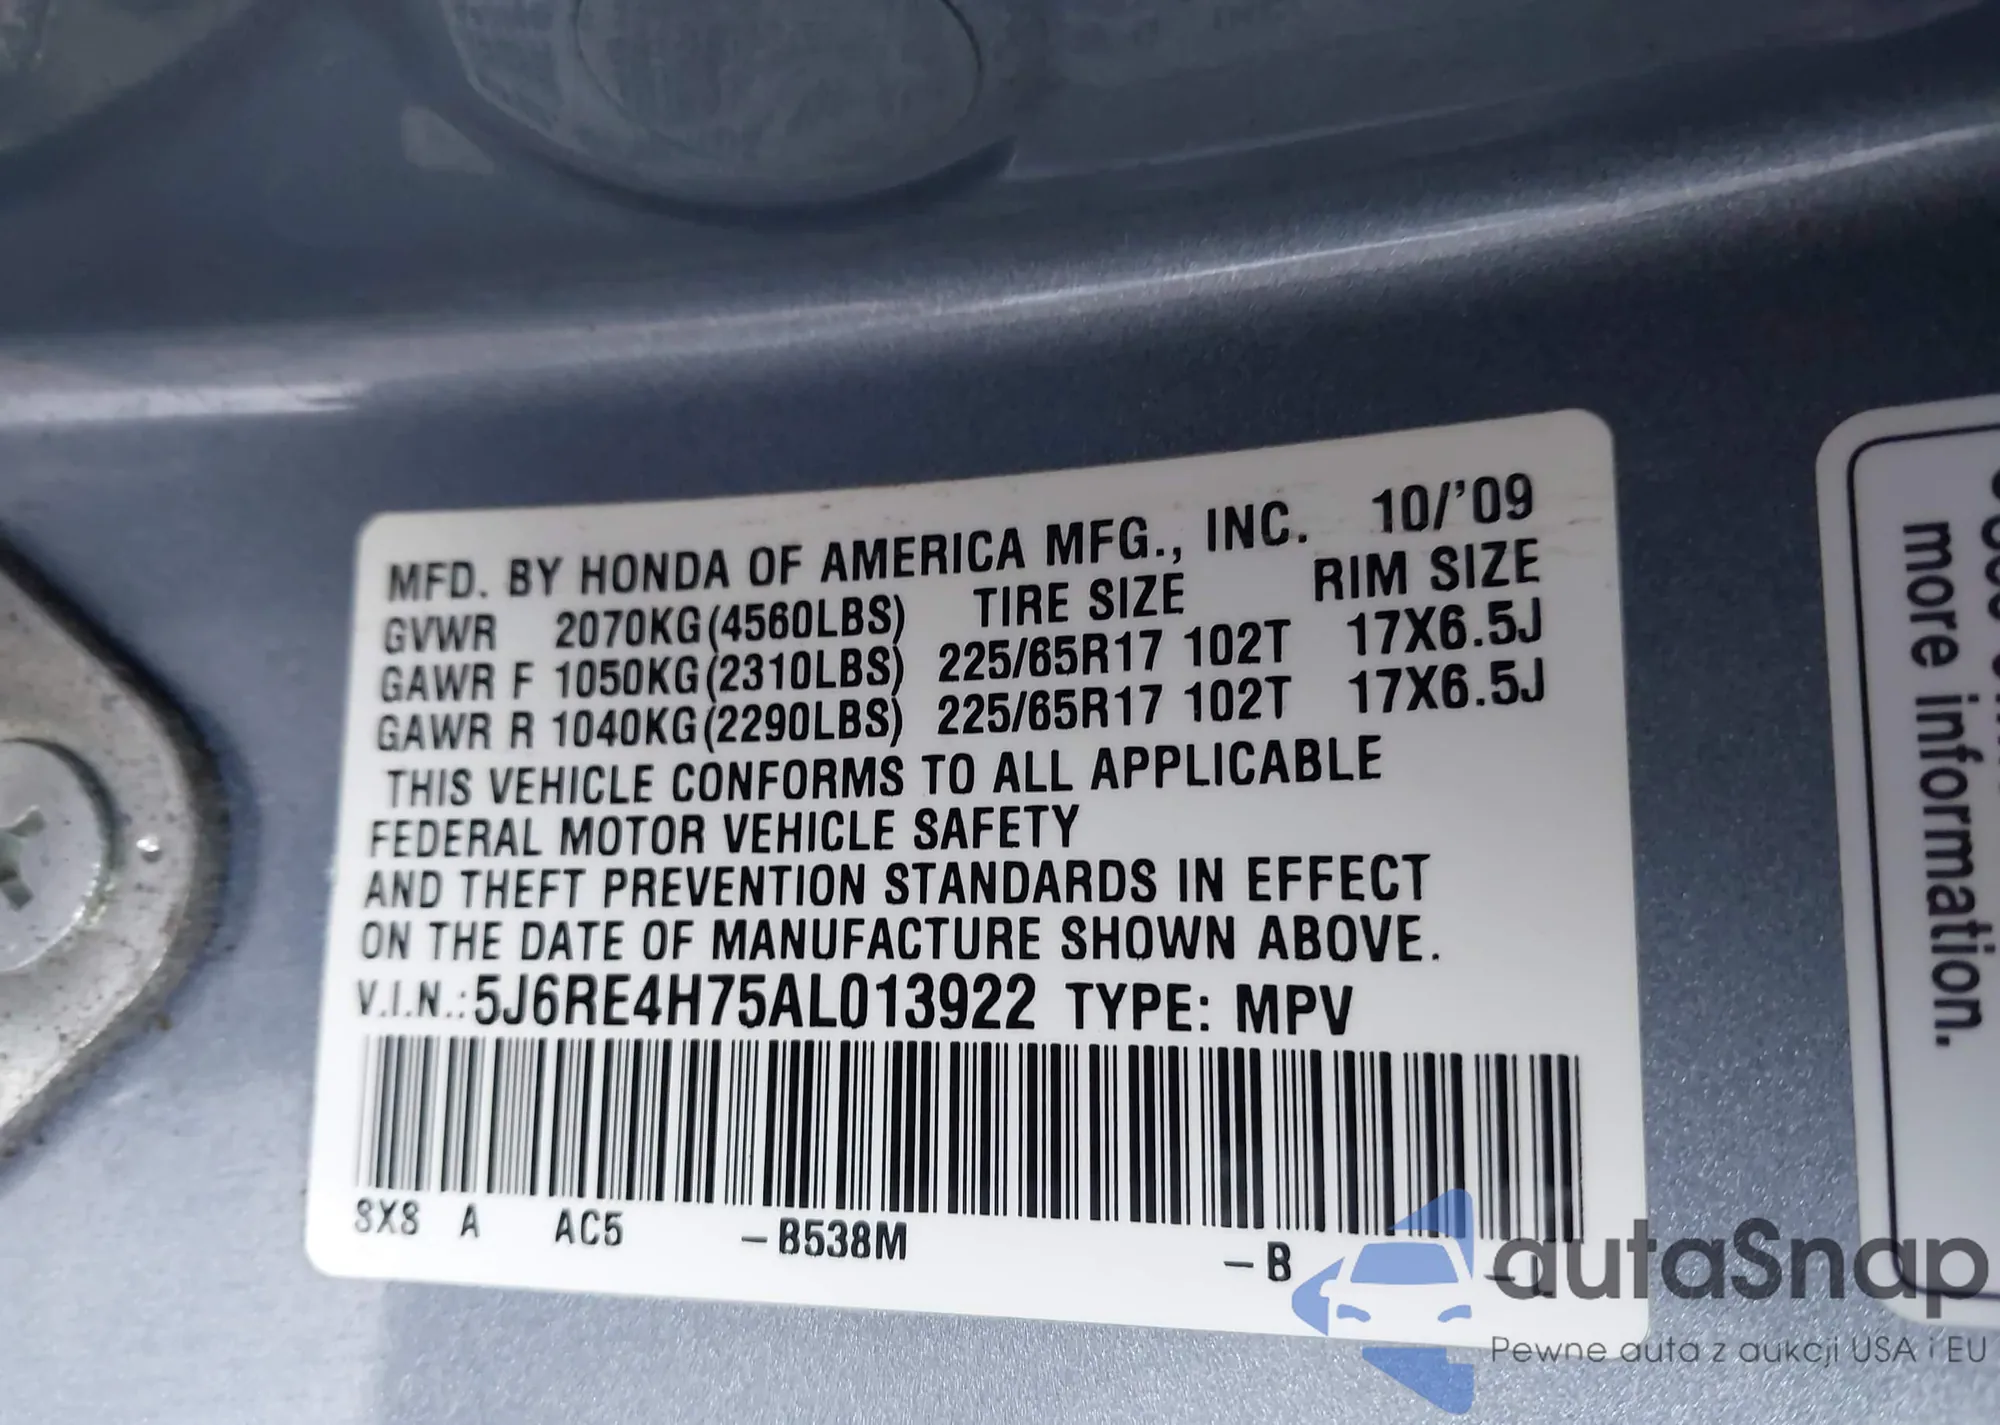 MFD. BY HONDA OF AMERICA MFG., INC. 10/'09
GVWR 2070KG(4560LBS) TIRE SIZE RIM SIZE
GAWR F 1050KG(2310LBS) 225/65R17 102T 17X6.5J
GAWR R 1040KG(2290LBS) 225/65R17 102T 17X6.5J
THIS VEHICLE CONFORMS TO ALL APPLICABLE
FEDERAL MOTOR VEHICLE SAFETY
AND THEFT PREVENTION STANDARDS IN EFFECT
ON THE DATE OF MANUFACTURE SHOWN ABOVE.
V.I.N.:5J6RE4H75AL013922 TYPE: MPV
SX8 A AC5 –B538M –B
more information.
autaSnap
Pewne auta z aukcji USA i EU